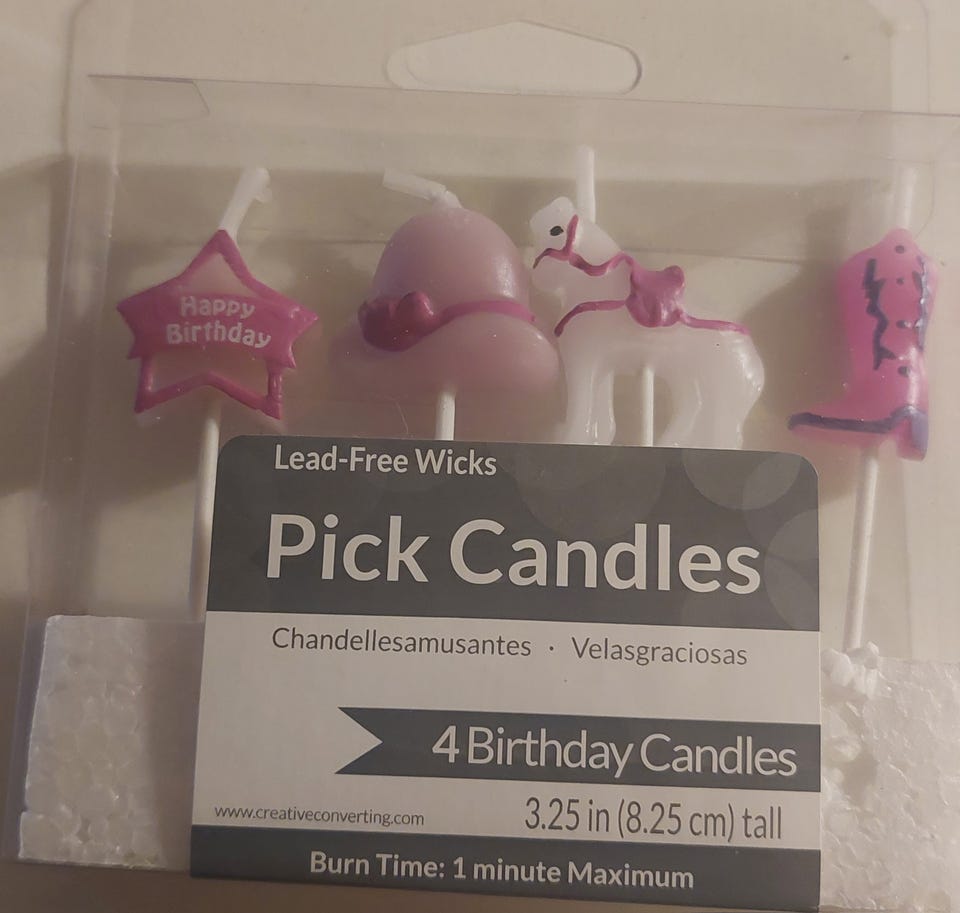 Happy
Birthday
Lead-Free Wicks
Pick Candles
Chandellesamusantes · Velasgraciosas
4 Birthday Candles
www.creativeconverting.com
3.25 in (8.25 cm) tall
Burn Time: 1 minute Maximum